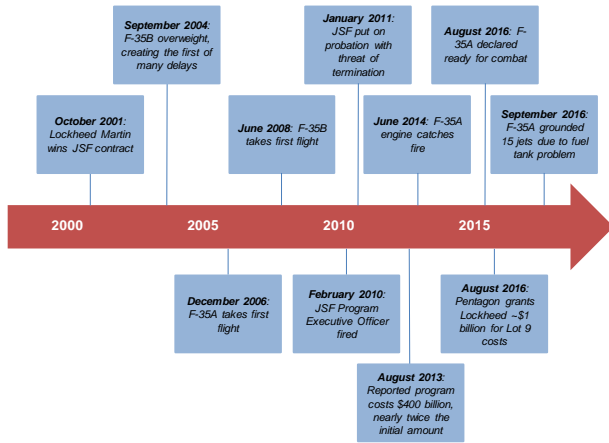 September 2004:
F-35B overweight,
creating the first of
many delays
January 2011:
JSF put on
probation with
threat of
termination
August 2016: F-
35A declared
ready for combat
October 2001:
Lockheed Martin
wins JSF contract
June 2008: F-35B
takes first flight
June 2014: F-35A
engine catches
fire
September 2016:
F-35A grounded
15 jets due to fuel
tank problem
2000 2005 2010 2015
December 2006:
F-35A takes first
flight
February 2010:
JSF Program
Executive Officer
fired
August 2016:
Pentagon grants
Lockheed ~$1
billion for Lot 9
costs
August 2013:
Reported program
costs $400 billion,
nearly twice the
initial amount